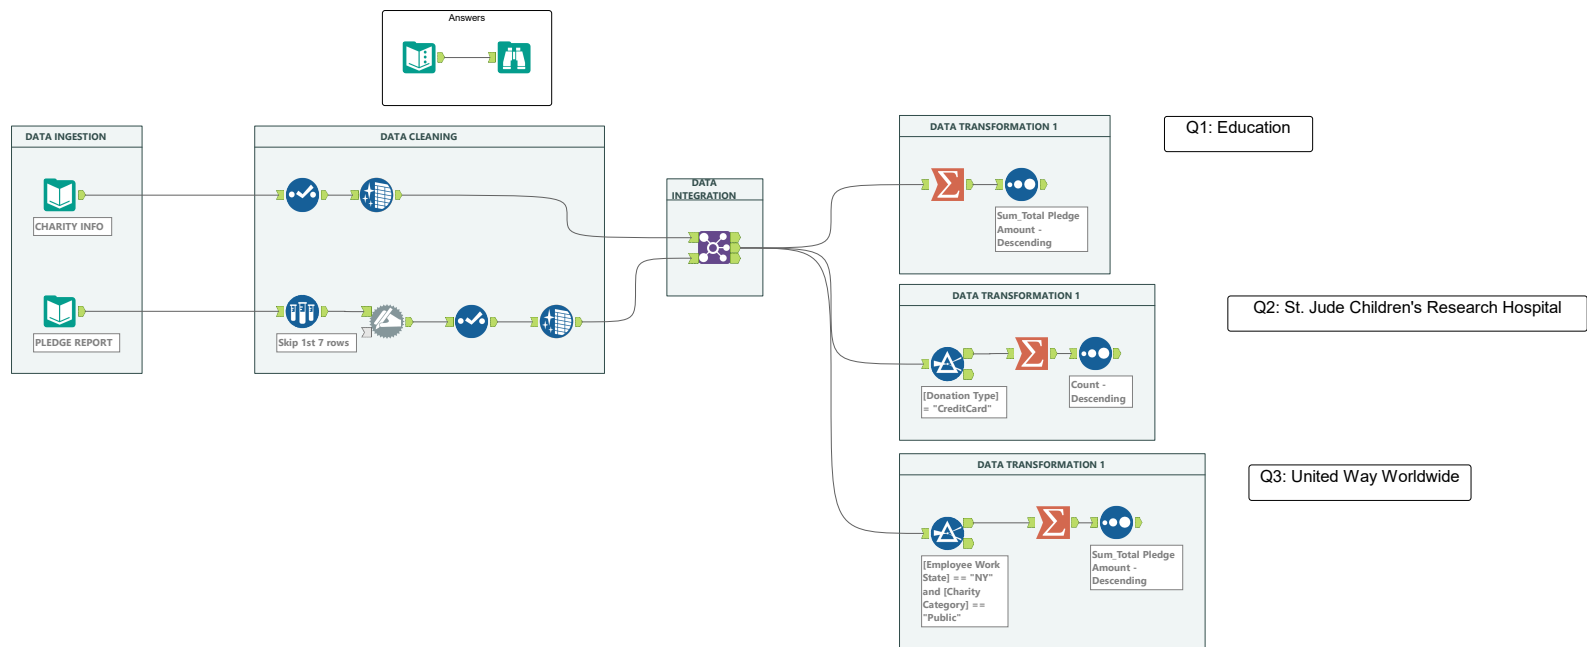 Answers
DATA INGESTION
CHARITY INFO
PLEDGE REPORT
DATA CLEANING
Skip 1st 7 rows
DATA
INTEGRATION
DATA TRANSFORMATION 1
Sum_Total Pledge
Amount -
Descending
Q1: Education
DATA TRANSFORMATION 1
[Donation Type]
= "CreditCard"
Count -
Descending
Q2: St. Jude Children's Research Hospital
DATA TRANSFORMATION 1
[Employee Work
State] == "NY"
and [Charity
Category] ==
"Public"
Sum_Total Pledge
Amount -
Descending
Q3: United Way Worldwide